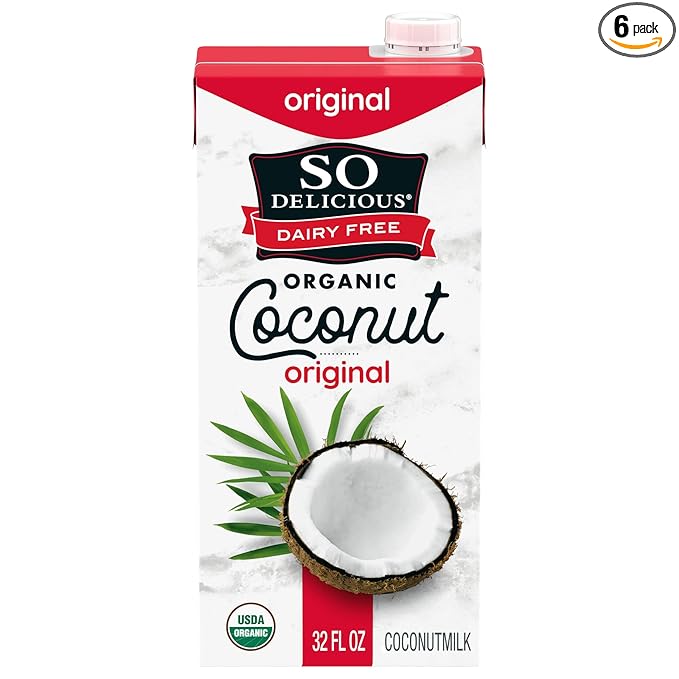 6 pack
original
SO
DELICIOUS®
DAIRY FREE
ORGANIC
Coconut
original
USDA
ORGANIC
32 FL OZ
COCONUTMILK